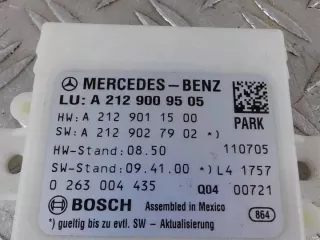 MERCEDES-BENZ
LU: A 212 900 95 05
HW: A 212 901 15 00
SW: A 212 902 79 02 *)
PARK
HW-Stand: 08.50 110705
SW-Stand: 09.41.00 *) L4 1757
0 263 004 435 Q04 00721
BOSCH Assembled in Mexico
*) gueltig bis zu evtl. SW - Aktualisierung 864